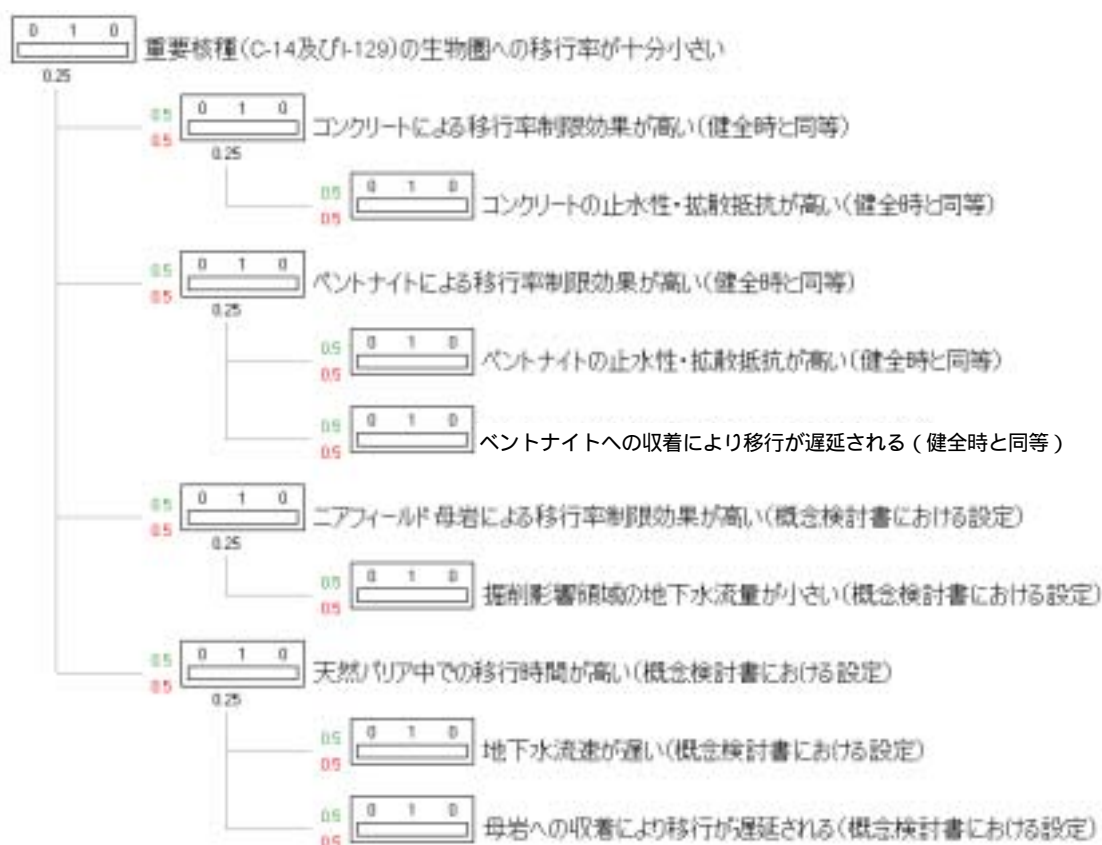 0 1 0
重要核種(C-14及びI-129)の生物圏への移行率が十分小さい
0.25
0.5 0 1 0
0.5
コンクリートによる移行率制限効果が高い(健全時と同等)
0.25
0.5 0 1 0
0.5
コンクリートの止水性・拡散抵抗が高い(健全時と同等)
0.5 0 1 0
0.5
ベントナイトによる移行率制限効果が高い(健全時と同等)
0.25
0.5 0 1 0
0.5
ベントナイトの止水性・拡散抵抗が高い(健全時と同等)
0.5 0 1 0
0.5
ベントナイトへの収着により移行が遅延される(健全時と同等)
0.5 0 1 0
0.5
ニアフィールド母岩による移行率制限効果が高い(概念検討書における設定)
0.25
0.5 0 1 0
0.5
掘削影響領域の地下水流量が小さい(概念検討書における設定)
0.5 0 1 0
0.5
天然バリア中での移行時間が高い(概念検討書における設定)
0.25
0.5 0 1 0
0.5
地下水流速が遅い(概念検討書における設定)
0.5 0 1 0
0.5
母岩への収着により移行が遅延される(概念検討書における設定)